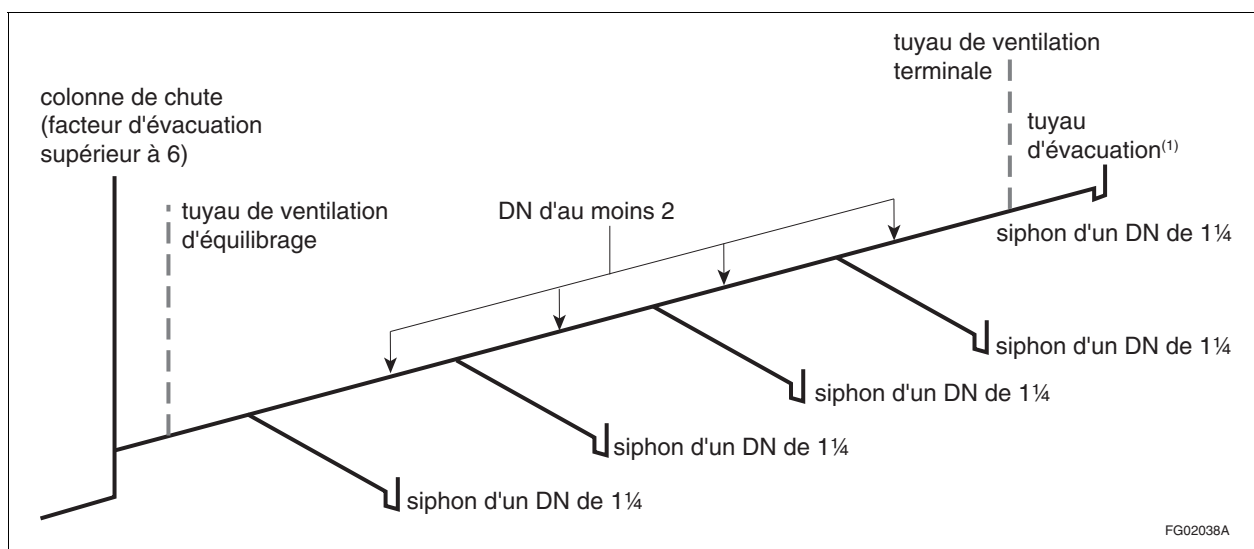 tuyau de ventilation
terminale
colonne de chute
(facteur d'évacuation
supérieur à 6)
tuyau
d'évacuation(1)
tuyau de ventilation
d'équilibrage
DN d'au moins 2
siphon d'un DN de 1¼
siphon d'un DN de 1¼
siphon d'un DN de 1¼
siphon d'un DN de 1¼
siphon d'un DN de 1¼
FG02038A